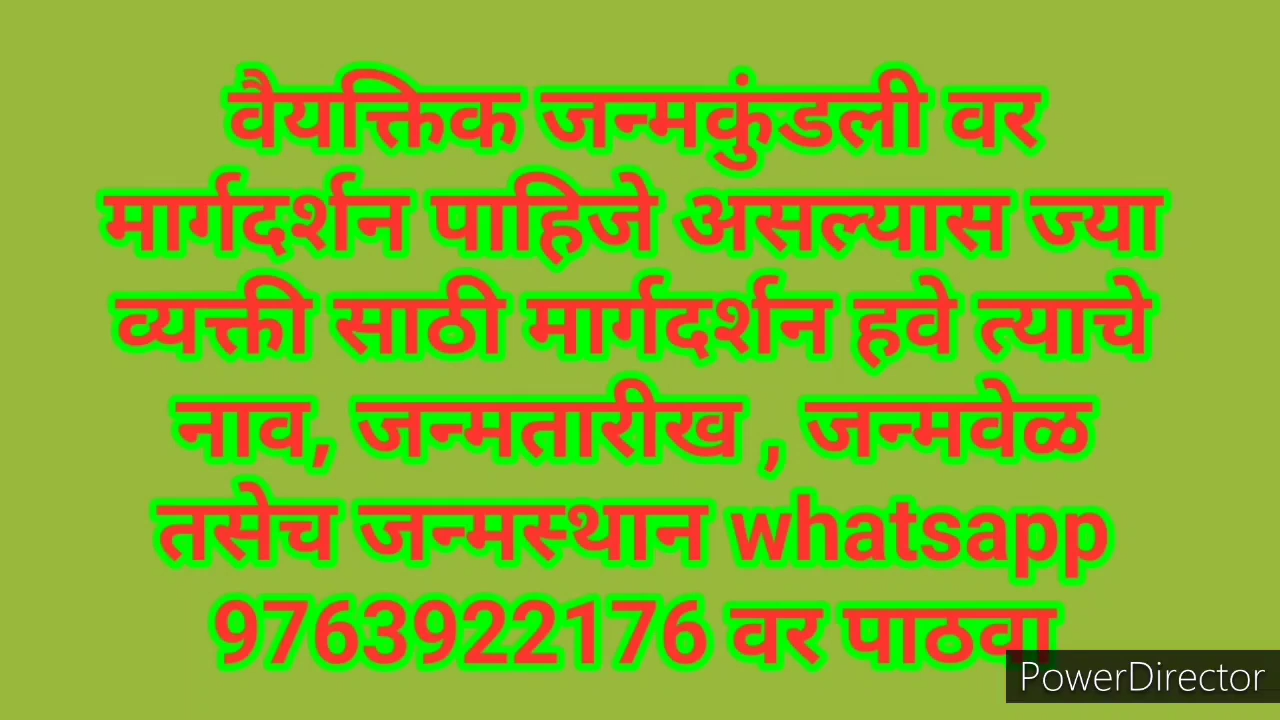 वैयक्तिक जन्मकुंडली वर
मार्गदर्शन पाहिजे असल्यास ज्या
व्यक्ती साठी मार्गदर्शन हवे त्याचे
नाव, जन्मतारीख , जन्मवेळ
तसेच जन्मस्थान whatsapp
9763922176 वर पाठवा
PowerDirector